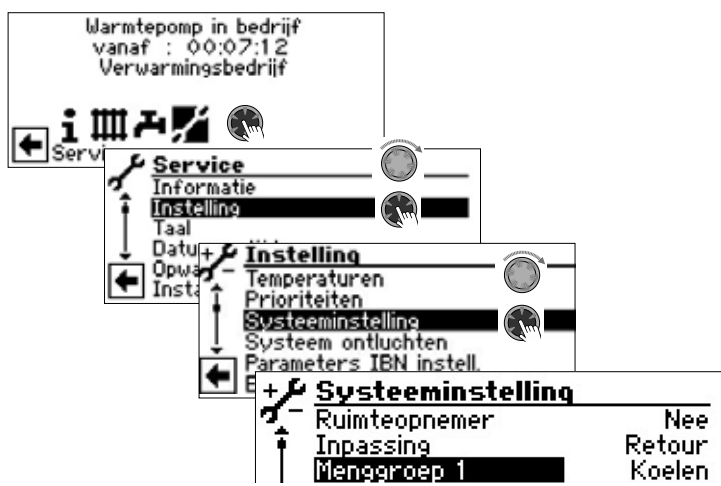 Warmtepomp in bedrijf
vanaf : 00:07:12
Verwarmingsbedrijf
Service
Informatie
Instelling
Taal
Instelling
Temperaturen
Prioriteiten
Systeeminstelling
Systeem ontluchten
Parameters IBN instell.
Systeeminstelling
Ruimteopnemer Nee
Inpassing Retour
Menggroep 1 Koelen